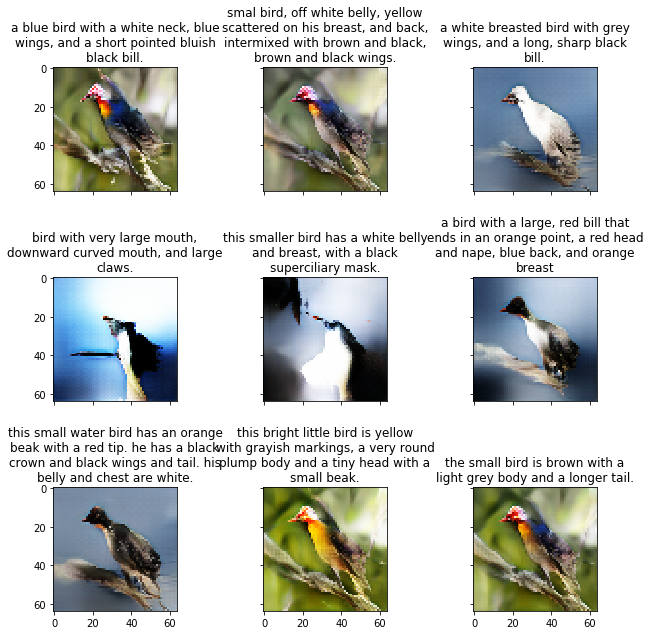 a blue bird with a white neck, blue
wings, and a short pointed bluish
black bill.
smal bird, off white belly, yellow
scattered on his breast, and back,
intermixed with brown and black,
brown and black wings.
a white breasted bird with grey
wings, and a long, sharp black
bill.
0
20
40
60
bird with very large mouth,
downward curved mouth, and large
claws.
this smaller bird has a white belly
and breast, with a black
superciliary mask.
a bird with a large, red bill that
ends in an orange point, a red head
and nape, blue back, and orange
breast
0
20
40
60
this small water bird has an orange
beak with a red tip. he has a black
crown and black wings and tail. his
belly and chest are white.
this bright little bird is yellow
with grayish markings, a very round
plump body and a tiny head with a
small beak.
the small bird is brown with a
light grey body and a longer tail.
0
20
40
60
0 20 40 60
0 20 40 60
0 20 40 60